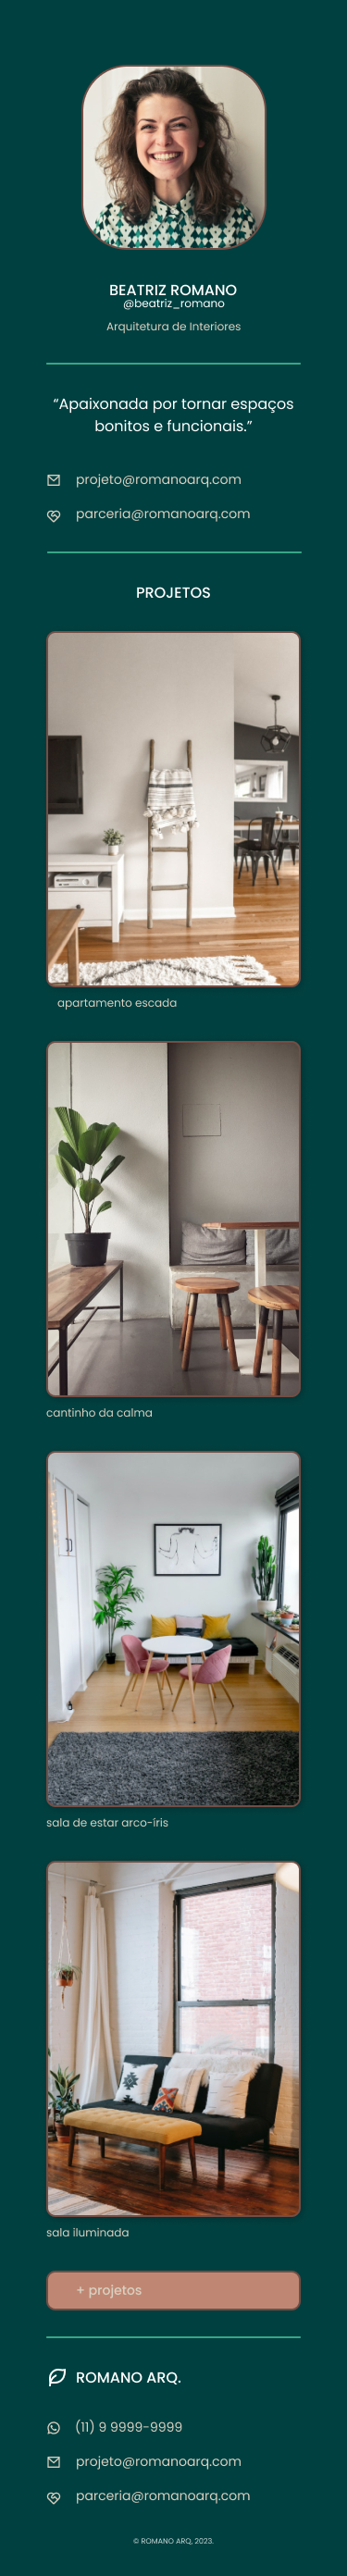 BEATRIZ ROMANO
@beatriz_romano
Arquitetura de Interiores
“Apaixonada por tornar espaços
bonitos e funcionais.”
projeto@romanoarq.com
parceria@romanoarq.com
PROJETOS
apartamento escada
cantinho da calma
sala de estar arco-íris
sala iluminada
+ projetos
ROMANO ARQ.
(11) 9 9999-9999
projeto@romanoarq.com
parceria@romanoarq.com
© ROMANO ARQ, 2023.